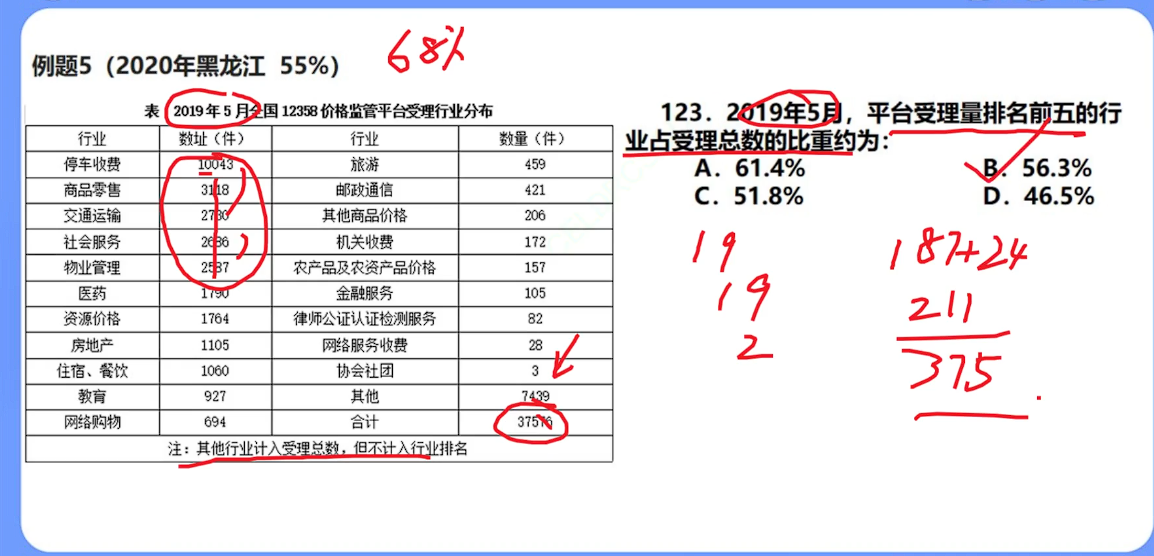 68%
例题5（2020年黑龙江 55%）
表 2019年5月全国12358价格监管平台受理行业分布
行业 数址（件） 行业 数量（件）
停车收费 10043 旅游 459
商品零售 3118 邮政通信 421
交通运输 2730 其他商品价格 206
社会服务 2686 机关收费 172
物业管理 2587 农产品及农资产品价格 157
医药 1790 金融服务 105
资源价格 1764 律师公证认证检测服务 82
房地产 1105 网络服务收费 28
住宿、餐饮 1060 协会社团 3
教育 927 其他 7439
网络购物 694 合计 37576
注：其他行业计入受理总数，但不计入行业排名
123．2019年5月，平台受理量排名前五的行
业占受理总数的比重约为：
A．61.4% B．56.3%
C．51.8% D．46.5%
19
19
2
187+24
211
375